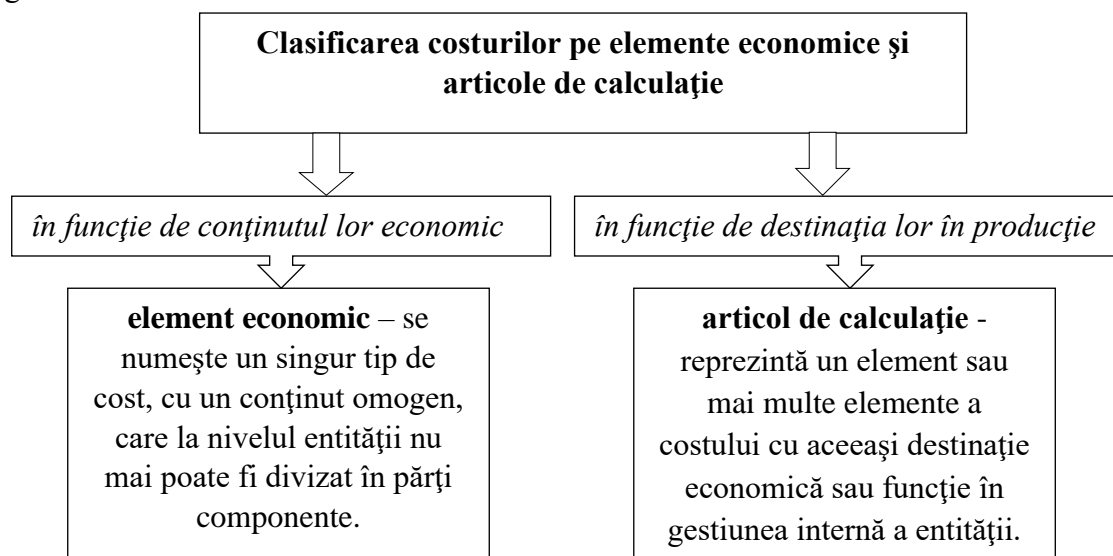 g
Clasificarea costurilor pe elemente economice şi
articole de calculaţie
în funcţie de conţinutul lor economic
în funcţie de destinaţia lor în producţie
element economic – se
numeşte un singur tip de
cost, cu un conţinut omogen,
care la nivelul entităţii nu
mai poate fi divizat în părţi
componente.
articol de calculaţie -
reprezintă un element sau
mai multe elemente a
costului cu aceeaşi destinaţie
economică sau funcţie în
gestiunea internă a entităţii.